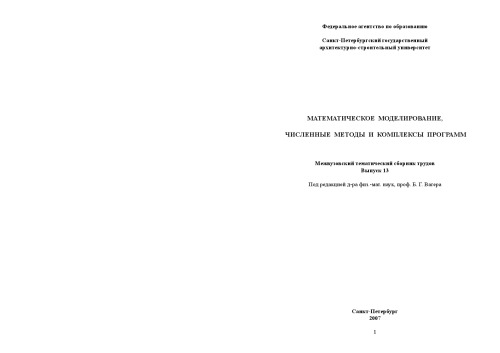 Федеральное агентство по образованию
Санкт-Петербургский государственный
архитектурно-строительный университет
МАТЕМАТИЧЕСКОЕ МОДЕЛИРОВАНИЕ,
ЧИСЛЕННЫЕ МЕТОДЫ И КОМПЛЕКСЫ ПРОГРАММ
Межвузовский тематический сборник трудов
Выпуск 13
Под редакцией д-ра физ.-мат. наук, проф. Б. Г. Вагера
Санкт-Петербург
2007
1